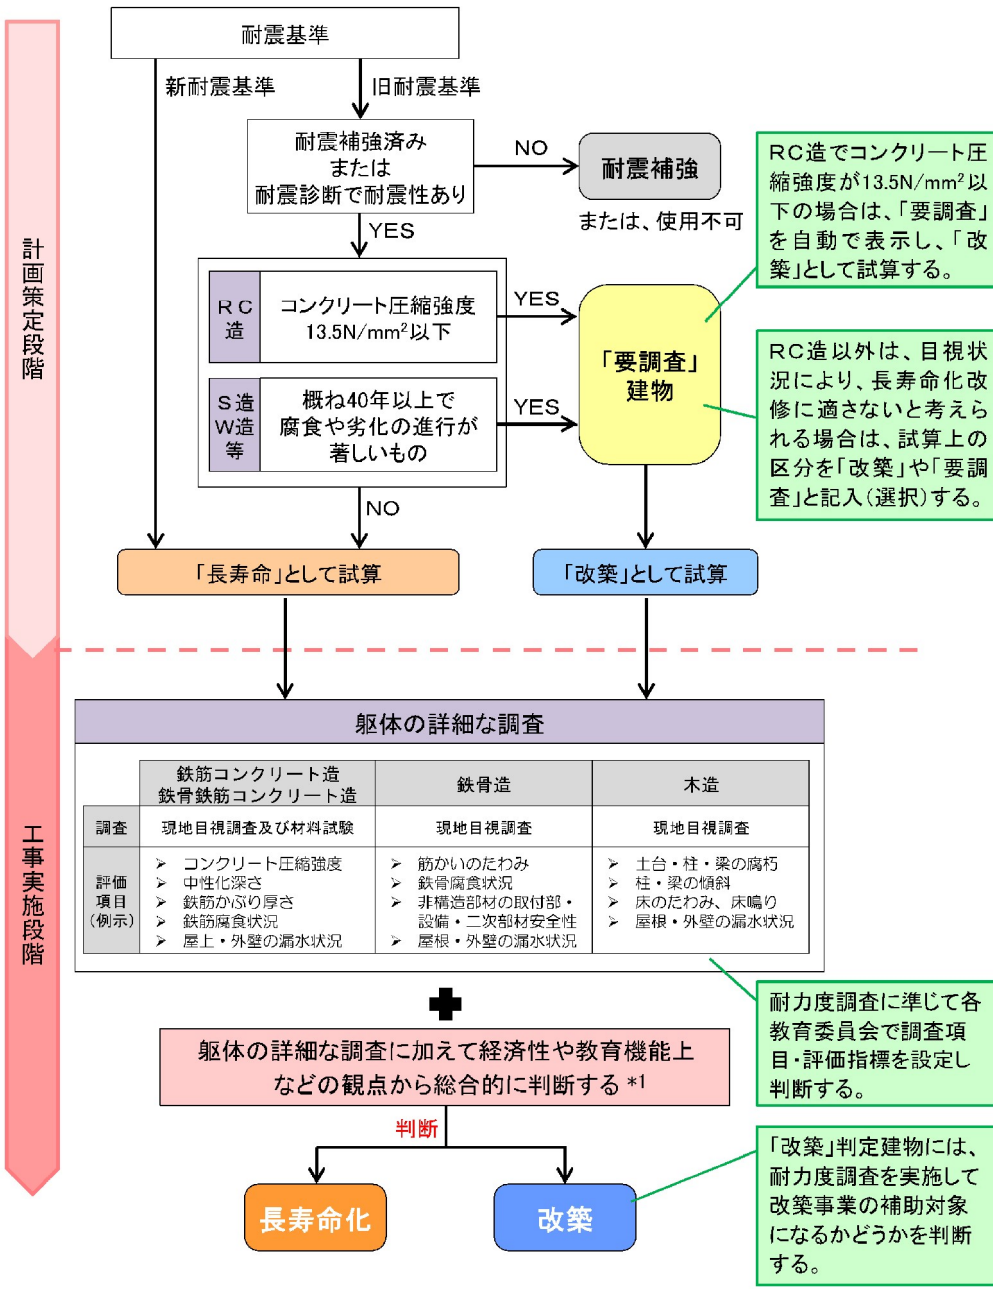 耐震基準
新耐震基準
旧耐震基準
耐震補強済み
または
耐震診断で耐震性あり
NO
耐震補強
または、使用不可
YES
RC
造
コンクリート圧縮強度
13.5N/mm²以下
YES
S造
W造
等
概ね40年以上で
腐食や劣化の進行が
著しいもの
YES
「要調査」
建物
NO
「長寿命」として試算
「改築」として試算
RC造でコンクリート圧
縮強度が13.5N/mm²以
下の場合は、「要調査」
を自動で表示し、「改
築」として試算する。
RC造以外は、目視状
況により、長寿命化改
修に適さないと考えら
れる場合は、試算上の
区分を「改築」や「要調
査」と記入(選択)する。
計画策定段階
工事実施段階
躯体の詳細な調査
鉄筋コンクリート造
鉄骨鉄筋コンクリート造
鉄骨造
木造
調査
現地目視調査及び材料試験
現地目視調査
現地目視調査
評価
項目
(例示)
➢ コンクリート圧縮強度
➢ 中性化深さ
➢ 鉄筋かぶり厚さ
➢ 鉄筋腐食状況
➢ 屋上・外壁の漏水状況
➢ 筋かいのたわみ
➢ 鉄骨腐食状況
➢ 非構造部材の取付部・
設備・二次部材安全性
➢ 屋根・外壁の漏水状況
➢ 土台・柱・梁の腐朽
➢ 柱・梁の傾斜
➢ 床のたわみ、床鳴り
➢ 屋根・外壁の漏水状況
耐力度調査に準じて各
教育委員会で調査項
目・評価指標を設定し
判断する。
躯体の詳細な調査に加えて経済性や教育機能上
などの観点から総合的に判断する *1
判断
長寿命化
改築
「改築」判定建物には、
耐力度調査を実施して
改築事業の補助対象
になるかどうかを判断
する。